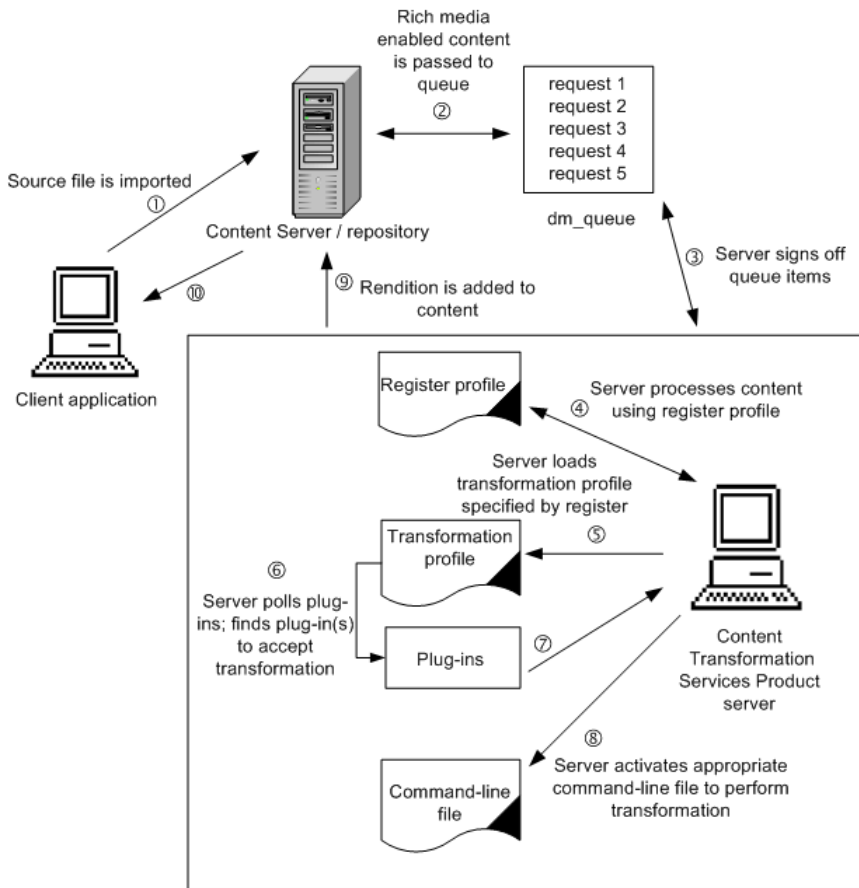 Rich media
enabled content
is passed to
queue
②
request 1
request 2
request 3
request 4
request 5
dm_queue
Source file is imported
①
Content Server / repository
③
Server signs off
queue items
⑩
⑨
Rendition is added to
content
Client application
Register profile
④
Server processes content
using register profile
Server loads
transformation profile
specified by register
⑤
Transformation
profile
⑥
Server polls plug-
ins; finds plug-in(s)
to accept
transformation
Plug-ins
⑦
Content
Transformation
Services Product
server
⑧
Server activates appropriate
command-line file to perform
transformation
Command-line
file